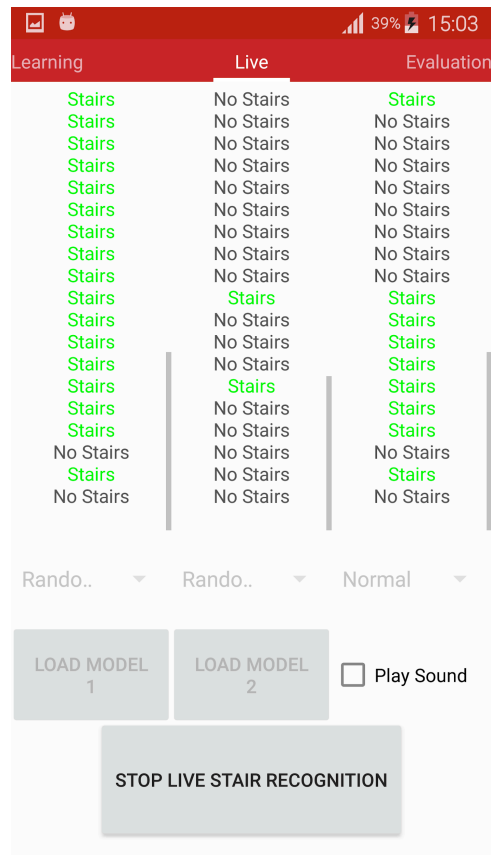 39% 15:03
Learning Live Evaluation
Stairs No Stairs Stairs
Stairs No Stairs No Stairs
Stairs No Stairs No Stairs
Stairs No Stairs No Stairs
Stairs No Stairs No Stairs
Stairs No Stairs No Stairs
Stairs No Stairs No Stairs
Stairs No Stairs No Stairs
Stairs No Stairs No Stairs
Stairs Stairs Stairs
Stairs No Stairs Stairs
Stairs No Stairs Stairs
Stairs No Stairs Stairs
Stairs Stairs Stairs
Stairs No Stairs Stairs
Stairs No Stairs Stairs
No Stairs No Stairs No Stairs
Stairs No Stairs Stairs
No Stairs No Stairs No Stairs
Rando.. Rando.. Normal
LOAD MODEL 1 LOAD MODEL 2 Play Sound
STOP LIVE STAIR RECOGNITION